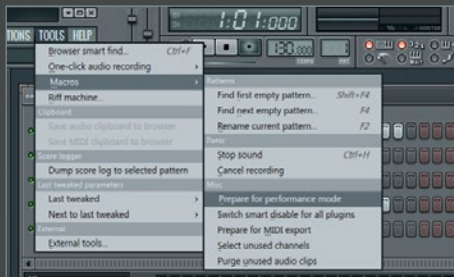 1:01:000
TIONS TOOLS HELP
130.000
TEMPO
PAT
Browser smart find... Ctrl+F
One-click audio recording
Macros
Riff machine...
Clipboard
Save audio clipboard to browser
Save MIDI clipboard to browser
Score logger
Dump score log to selected pattern
Last tweaked parameters
Last tweaked
Next to last tweaked
External
External tools...
Patterns
Find first empty pattern... Shift+F4
Find next empty pattern... F4
Rename current pattern... F2
Panic
Stop sound Ctrl+H
Cancel recording
Misc
Prepare for performance mode
Switch smart disable for all plugins
Prepare for MIDI export
Select unused channels
Purge unused audio clips